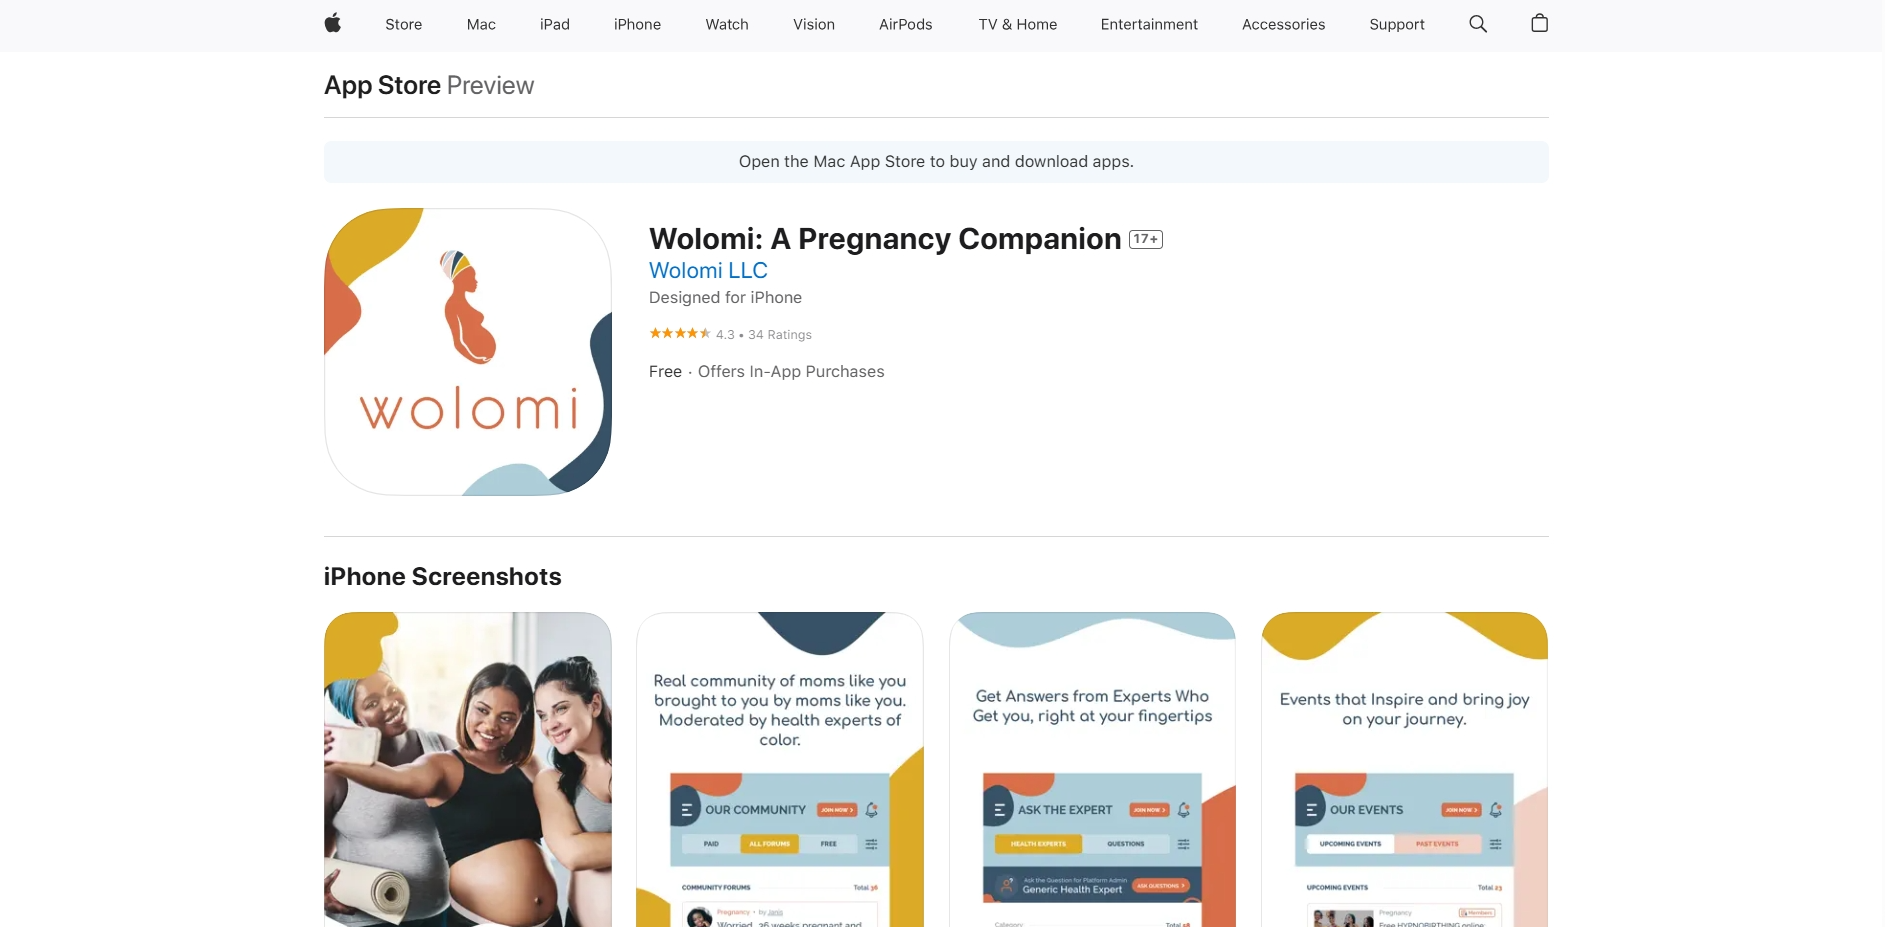 Store Mac iPad iPhone Watch Vision AirPods TV & Home Entertainment Accessories Support
App Store Preview
Open the Mac App Store to buy and download apps.
wolomi
Wolomi: A Pregnancy Companion 17+
Wolomi LLC
Designed for iPhone
4.3 • 34 Ratings
Free · Offers In-App Purchases
iPhone Screenshots
Real community of moms like you
brought to you by moms like you.
Moderated by health experts of
color.
OUR COMMUNITY JOIN NOW >
PAID ALL FORUMS FREE
COMMUNITY FORUMS Total 36
Pregnancy • by Janio
Worried, 36 weeks pregnant and
Get Answers from Experts Who
Get you, right at your fingertips
ASK THE EXPERT JOIN NOW >
HEALTH EXPERTS QUESTIONS
Ask the Question for Platform Admin
Generic Health Expert ASK QUESTIONS >
Category Total 58
Events that Inspire and bring joy
on your journey.
OUR EVENTS JOIN NOW >
UPCOMING EVENTS PAST EVENTS
UPCOMING EVENTS Total 23
Pregnancy Members
Free HYPNOBIRTHING online